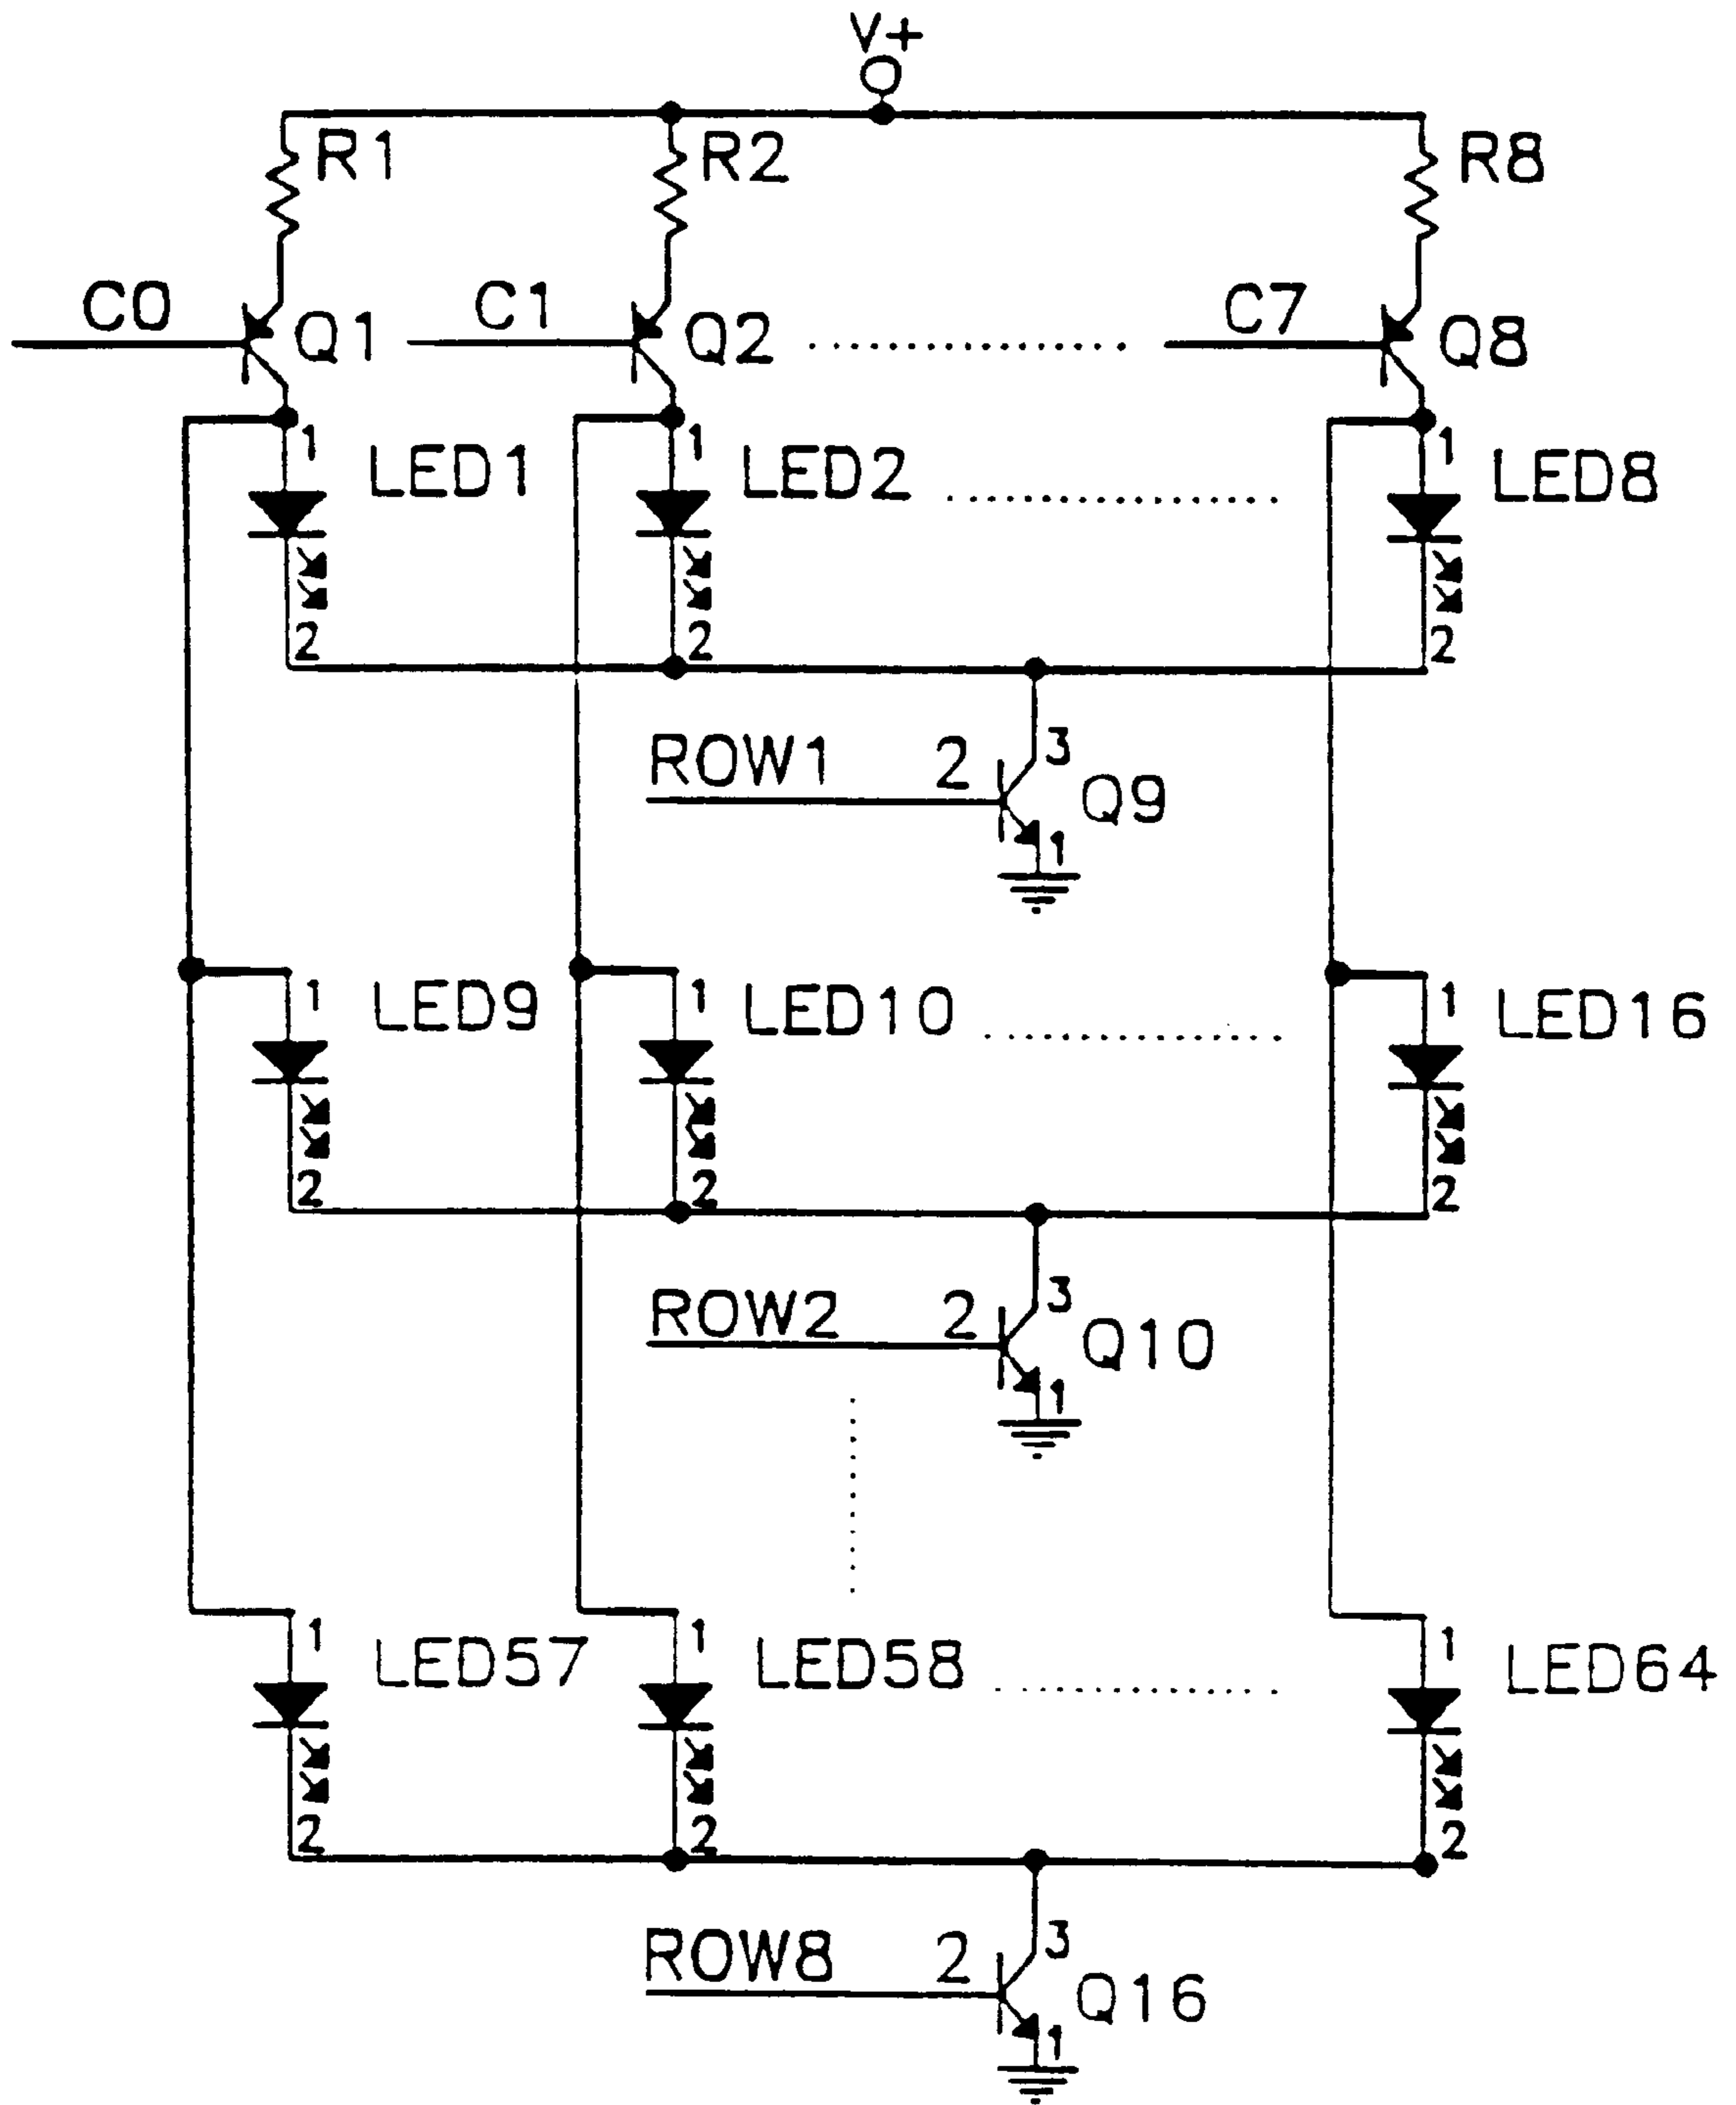 V+
R1 R2 R8
C0 Q1 C1 Q2 C7 Q8
1 LED1 1 LED2 1 LED8
2 2 2
ROW1 2 3 Q9
1
1 LED9 1 LED10 1 LED16
2 2 2
ROW2 2 3 Q10
1
1 LED57 1 LED58 1 LED64
2 2 2
ROW8 2 3 Q16
1